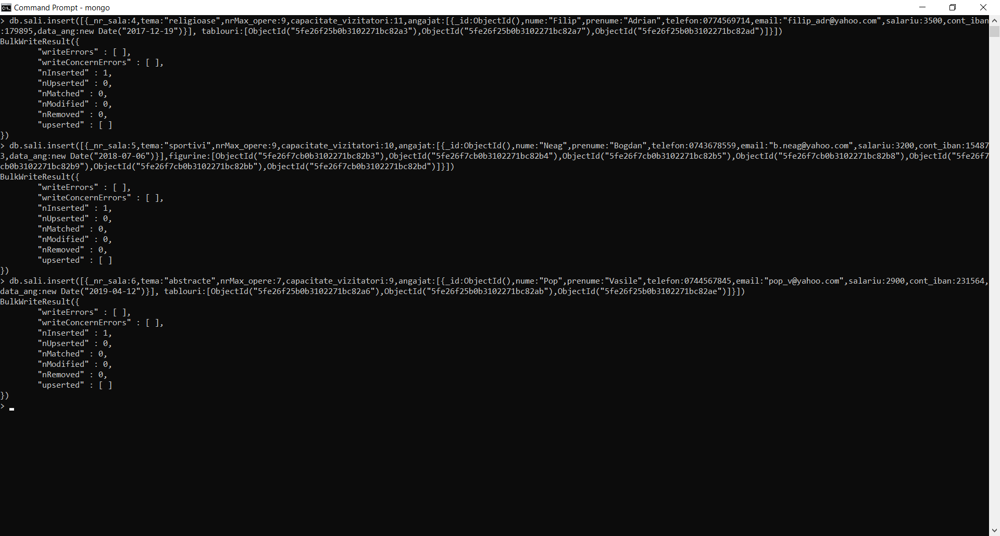 Command Prompt - mongo
> db.sali.insert([{_nr_sala:4,tema:"religioase",nrMax_opere:9,capacitate_vizitatori:11,angajat:[{_id:ObjectId(),nume:"Filip",prenume:"Adrian",telefon:0774569714,email:"filip_adr@yahoo.com",salariu:3500,cont_iban
:179895,data_ang:new Date("2017-12-19")}], tablouri:[ObjectId("5fe26f25b0b3102271bc82a3"),ObjectId("5fe26f25b0b3102271bc82a7"),ObjectId("5fe26f25b0b3102271bc82ad")]}])
BulkWriteResult({
        "writeErrors" : [ ],
        "writeConcernErrors" : [ ],
        "nInserted" : 1,
        "nUpserted" : 0,
        "nMatched" : 0,
        "nModified" : 0,
        "nRemoved" : 0,
        "upserted" : [ ]
})
> db.sali.insert([{_nr_sala:5,tema:"sportivi",nrMax_opere:9,capacitate_vizitatori:10,angajat:[{_id:ObjectId(),nume:"Neag",prenume:"Bogdan",telefon:0743678559,email:"b.neag@yahoo.com",salariu:3200,cont_iban:15487
3,data_ang:new Date("2018-07-06")}],figurine:[ObjectId("5fe26f7cb0b3102271bc82b3"),ObjectId("5fe26f7cb0b3102271bc82b4"),ObjectId("5fe26f7cb0b3102271bc82b5"),ObjectId("5fe26f7cb0b3102271bc82b8"),ObjectId("5fe26f7
cb0b3102271bc82b9"),ObjectId("5fe26f7cb0b3102271bc82bb"),ObjectId("5fe26f7cb0b3102271bc82bd")]}])
BulkWriteResult({
        "writeErrors" : [ ],
        "writeConcernErrors" : [ ],
        "nInserted" : 1,
        "nUpserted" : 0,
        "nMatched" : 0,
        "nModified" : 0,
        "nRemoved" : 0,
        "upserted" : [ ]
})
> db.sali.insert([{_nr_sala:6,tema:"abstracte",nrMax_opere:7,capacitate_vizitatori:9,angajat:[{_id:ObjectId(),nume:"Pop",prenume:"Vasile",telefon:0744567845,email:"pop_v@yahoo.com",salariu:2900,cont_iban:231564,
data_ang:new Date("2019-04-12")}], tablouri:[ObjectId("5fe26f25b0b3102271bc82a6"),ObjectId("5fe26f25b0b3102271bc82ab"),ObjectId("5fe26f25b0b3102271bc82ae")]}])
BulkWriteResult({
        "writeErrors" : [ ],
        "writeConcernErrors" : [ ],
        "nInserted" : 1,
        "nUpserted" : 0,
        "nMatched" : 0,
        "nModified" : 0,
        "nRemoved" : 0,
        "upserted" : [ ]
})
>